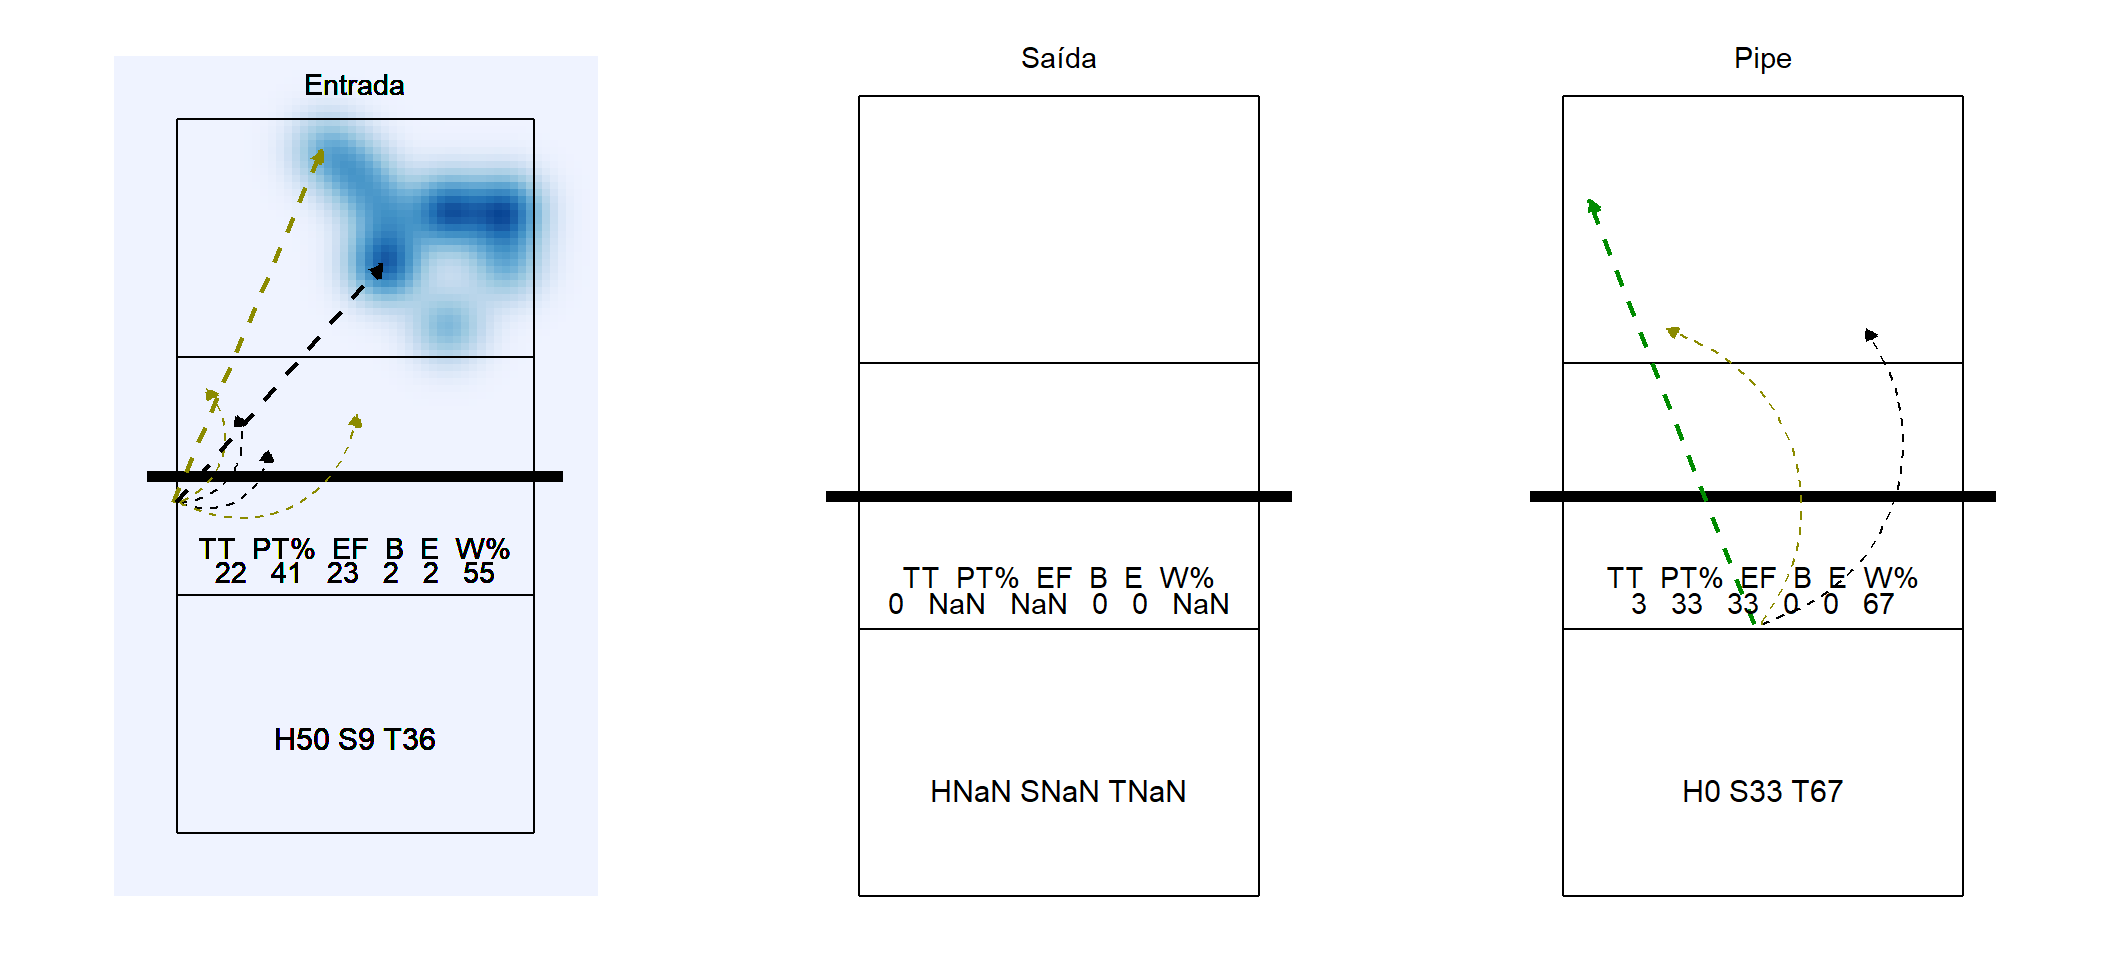 Entrada
TT PT% EF B E W%
22 41 23 2 2 55
H50 S9 T36
Saída
TT PT% EF B E W%
0 NaN NaN 0 0 NaN
HNaN SNaN TNaN
Pipe
TT PT% EF B E W%
3 33 33 0 0 67
H0 S33 T67